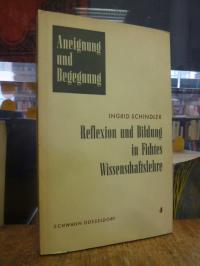 Aneignung
und
Begegnung
INGRID SCHINDLER
Reflexion und Bildung
in Fichtes
Wissenschaftslehre
SCHWANN DÜSSELDORF
4